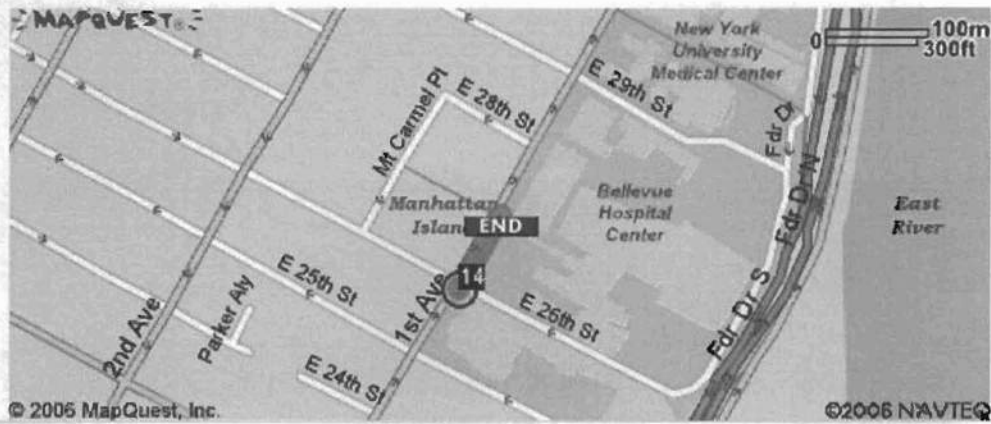 MAPQUEST
0 100m
300ft
New York
University
Medical Center
E 29th St
E 28th St
Mt Carmel Pl
Fdr Dr
Fdr Dr N
Manhattan
Island
END
Bellevue
Hospital
Center
East
River
14
E 25th St
1st Ave
E 26th St
Fdr Dr S
Parker Aly
2nd Ave
E 24th St
© 2006 MapQuest, Inc.
©2006 NAVTEQ